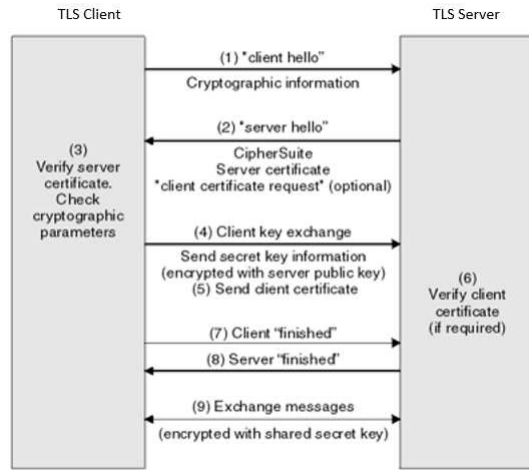 TLS Client
TLS Server
(1) "client hello"
Cryptographic information
(2) "server hello"
CipherSuite
Server certificate
"client certificate request" (optional)
(3)
Verify server
certificate.
Check
cryptographic
parameters
(4) Client key exchange
Send secret key information
(encrypted with server public key)
(5) Send client certificate
(6)
Verify client
certificate
(if required)
(7) Client "finished"
(8) Server "finished"
(9) Exchange messages
(encrypted with shared secret key)